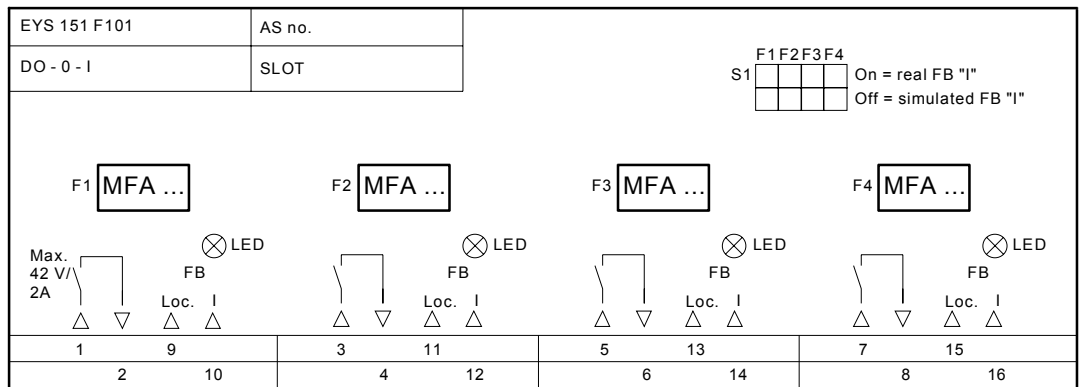 EYS 151 F101 AS no.
DO - 0 - I SLOT
F1 F2 F3 F4
S1 On = real FB "I"
Off = simulated FB "I"
F1 MFA ... F2 MFA ... F3 MFA ... F4 MFA ...
LED LED LED LED
Max.
42 V/ FB FB FB FB
2A
Loc. I Loc. I Loc. I Loc. I
1 9 3 11 5 13 7 15
2 10 4 12 6 14 8 16